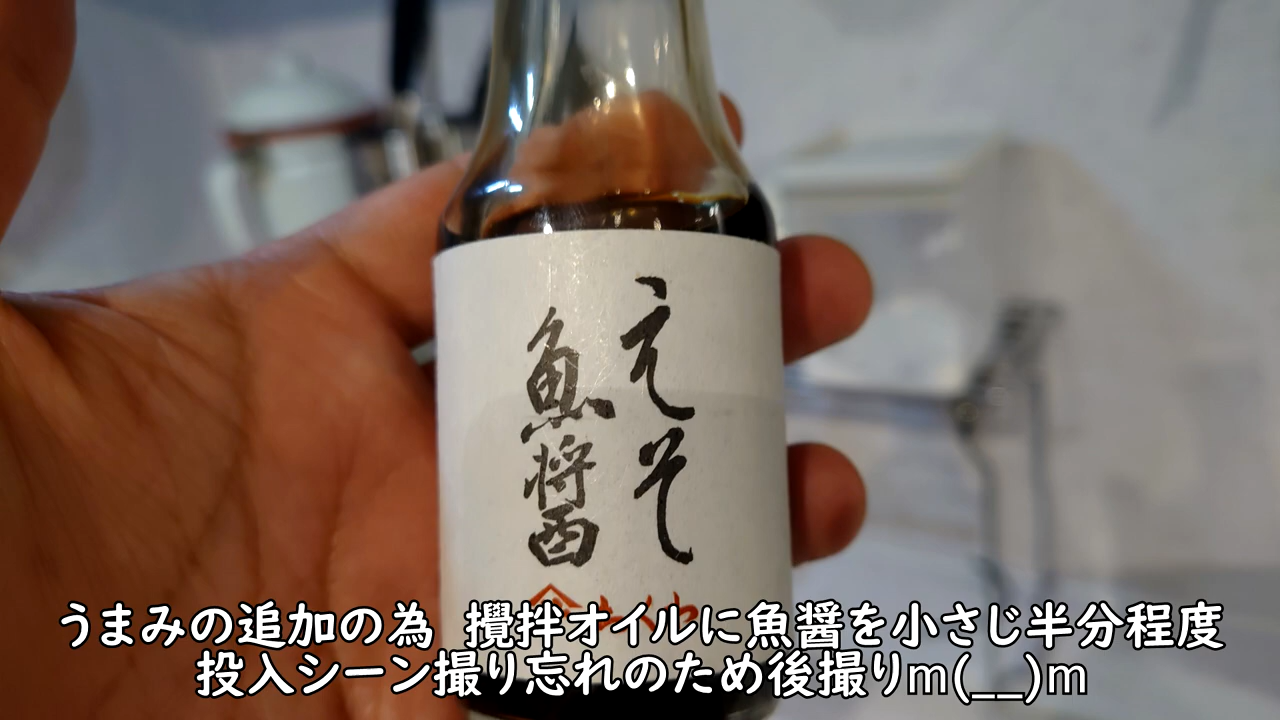 えそ
魚醤
うまみの追加の為 攪拌オイルに魚醤を小さじ半分程度
投入シーン撮り忘れのため後撮りm(__)m